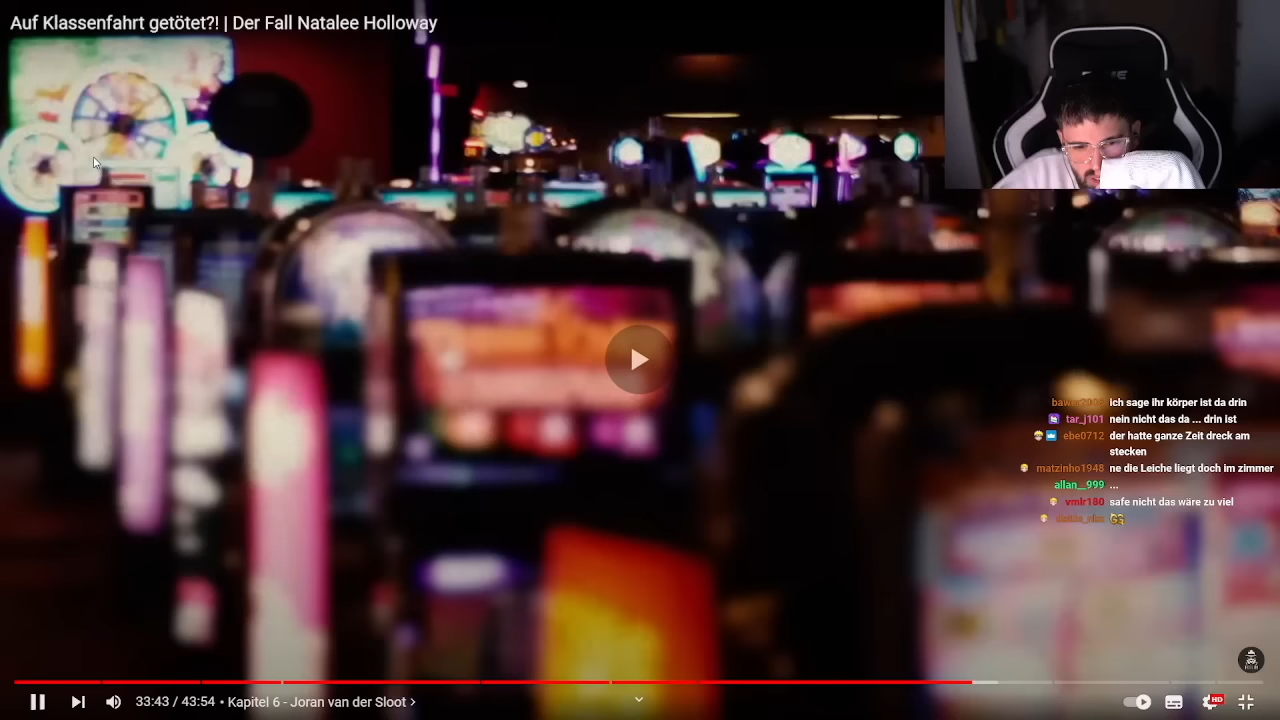 Auf Klassenfahrt getötet?! | Der Fall Natalee Holloway
ich sage ihr körper ist da drin
tar_j101 nein nicht das da ... drin ist
ebe0712 der hatte ganze Zeit dreck am
stecken
matzinho1948 ne die Leiche liegt doch im zimmer
allan__999 ...
vmlr180 safe nicht das wäre zu viel
33:43 / 43:54 • Kapitel 6 - Joran van der Sloot
HD